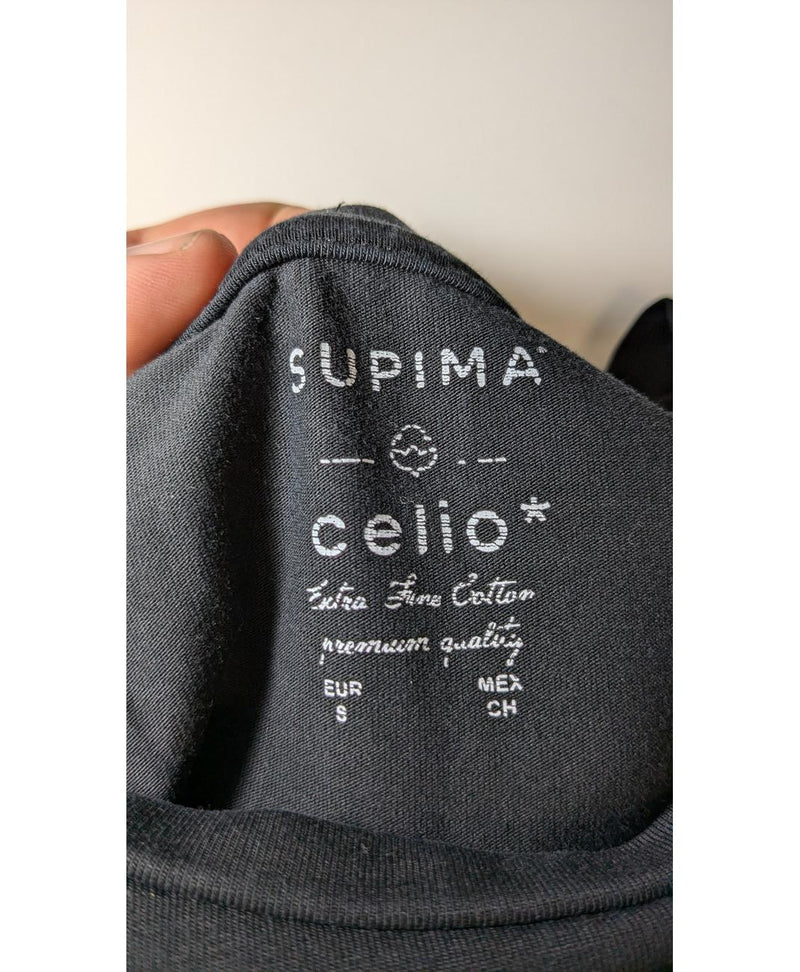 SUPIMA
celio*
Extra Fine Cotton
premium quality
EUR MEX
S CH